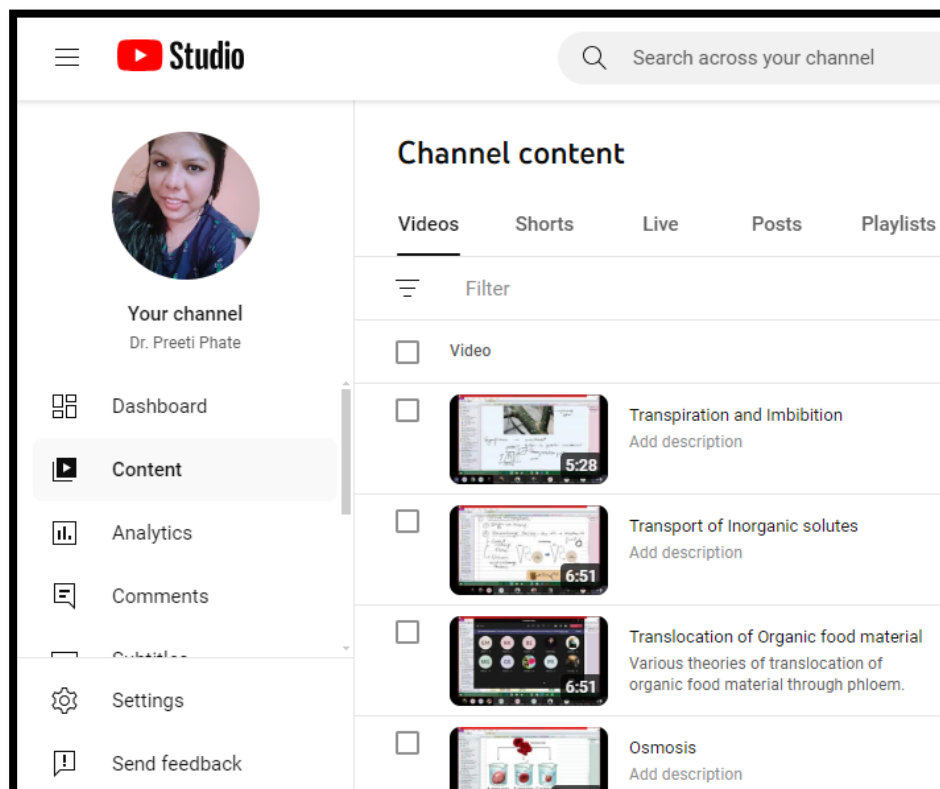 Studio
Search across your channel
Your channel
Dr. Preeti Phate
Dashboard
Content
Analytics
Comments
Subtitles
Settings
Send feedback
Channel content
Videos Shorts Live Posts Playlists
Filter
Video
5:28
Transpiration and Imbibition
Add description
6:51
Transport of Inorganic solutes
Add description
6:51
Translocation of Organic food material
Various theories of translocation of
organic food material through phloem.
Osmosis
Add description